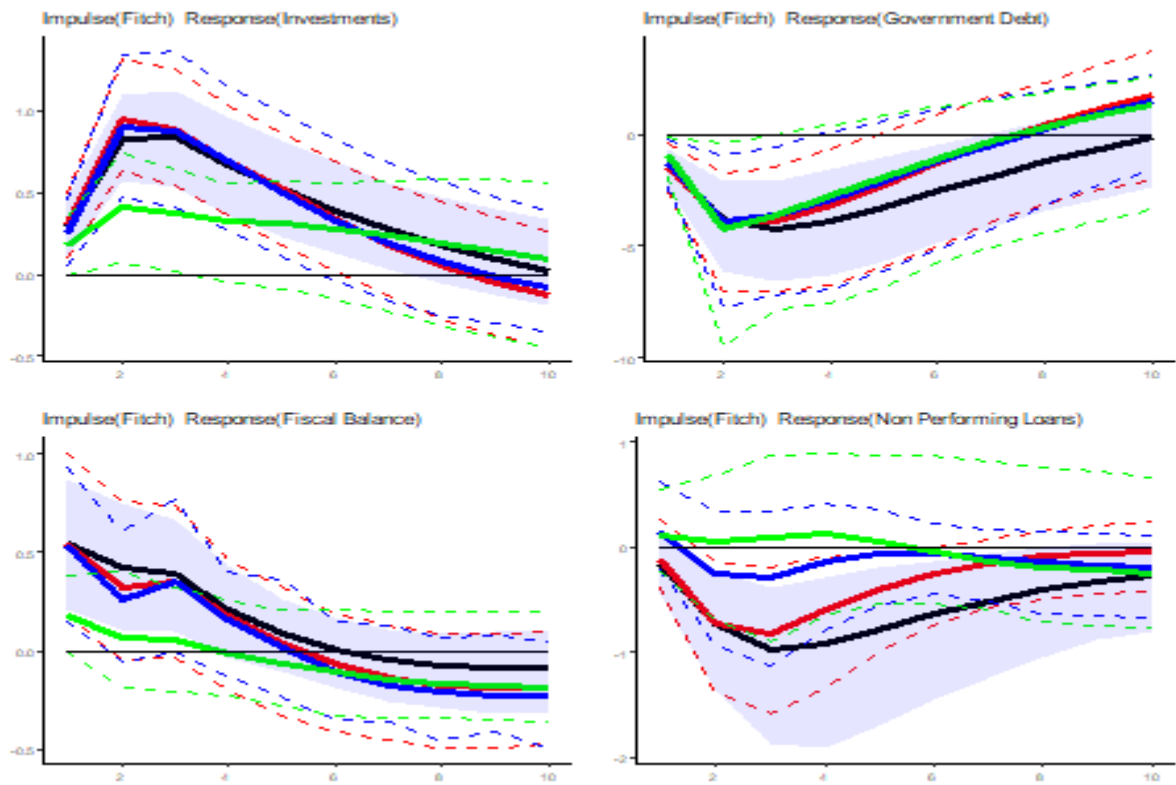 Impulse(Fitch) Response(Investments)
1.0
0.5
0.0
-0.5
2 4 6 8 10
Impulse(Fitch) Response(Government Debt)
0
-5
-10
2 4 6 8 10
Impulse(Fitch) Response(Fiscal Balance)
1.0
0.5
0.0
-0.5
2 4 6 8 10
Impulse(Fitch) Response(Non Performing Loans)
1
0
-1
-2
2 4 6 8 10